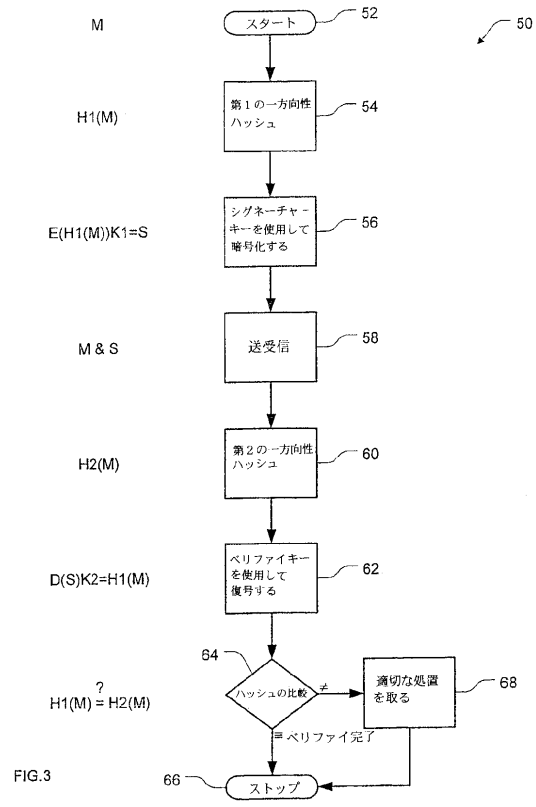 M
スタート
52
50
H1(M)
第1の一方向性
ハッシュ
54
E(H1(M))K1=S
シグネーチャ-
キーを使用して
暗号化する
56
M & S
送受信
58
H2(M)
第2の一方向性
ハッシュ
60
D(S)K2=H1(M)
ベリファイキー
を使用して
復号する
62
64
?
H1(M) = H2(M)
ハッシュの比較
≠
適切な処置
を取る
68
≡ ベリファイ完了
FIG.3
66
ストップ